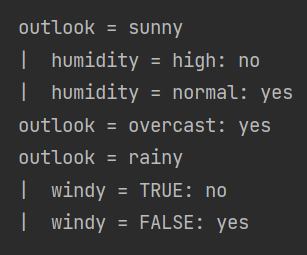 outlook = sunny
|  humidity = high: no
|  humidity = normal: yes
outlook = overcast: yes
outlook = rainy
|  windy = TRUE: no
|  windy = FALSE: yes